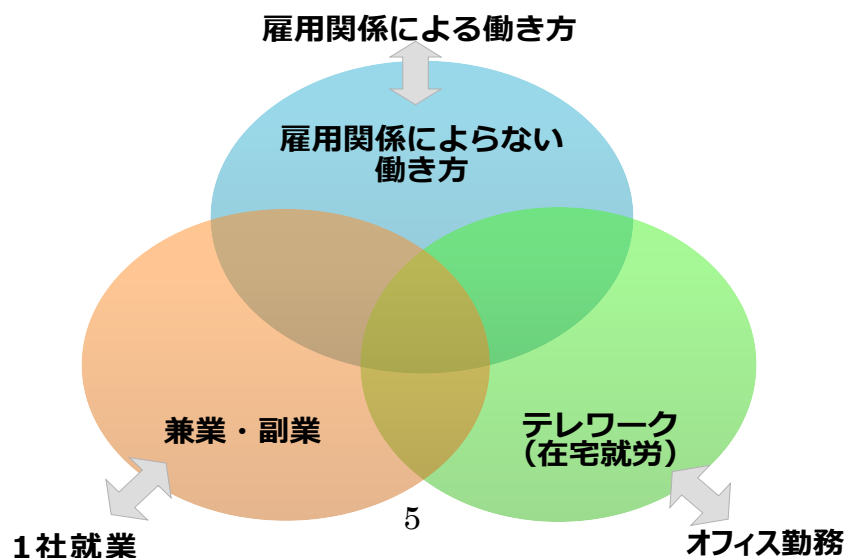 雇用関係による働き方
雇用関係によらない
働き方
兼業・副業
テレワーク
（在宅就労）
5
1社就業
オフィス勤務